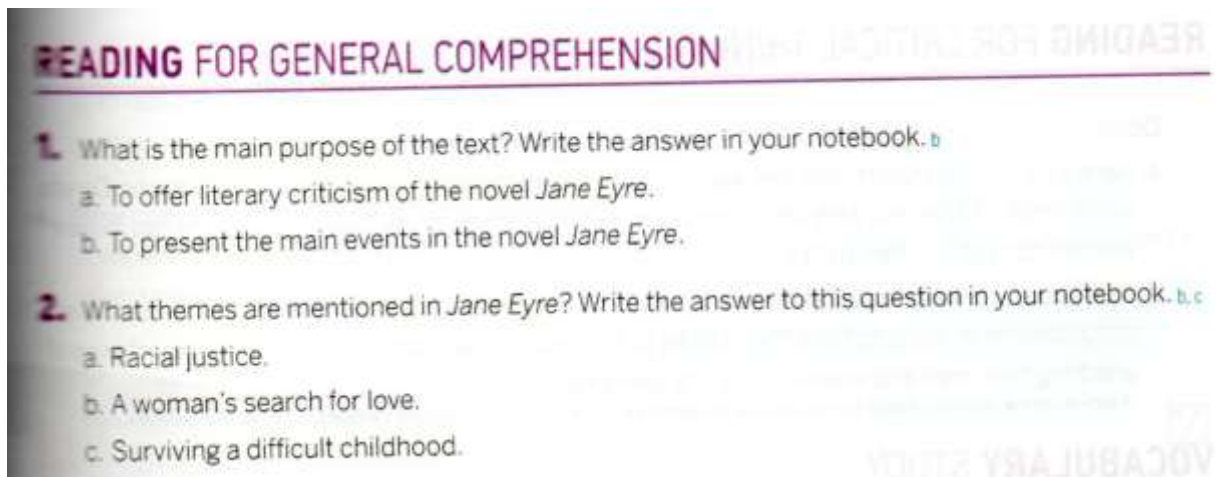 READING FOR GENERAL COMPREHENSION
1. What is the main purpose of the text? Write the answer in your notebook. b
a. To offer literary criticism of the novel Jane Eyre.
b. To present the main events in the novel Jane Eyre.
2. What themes are mentioned in Jane Eyre? Write the answer to this question in your notebook. b, c
a. Racial justice.
b. A woman's search for love.
c. Surviving a difficult childhood.